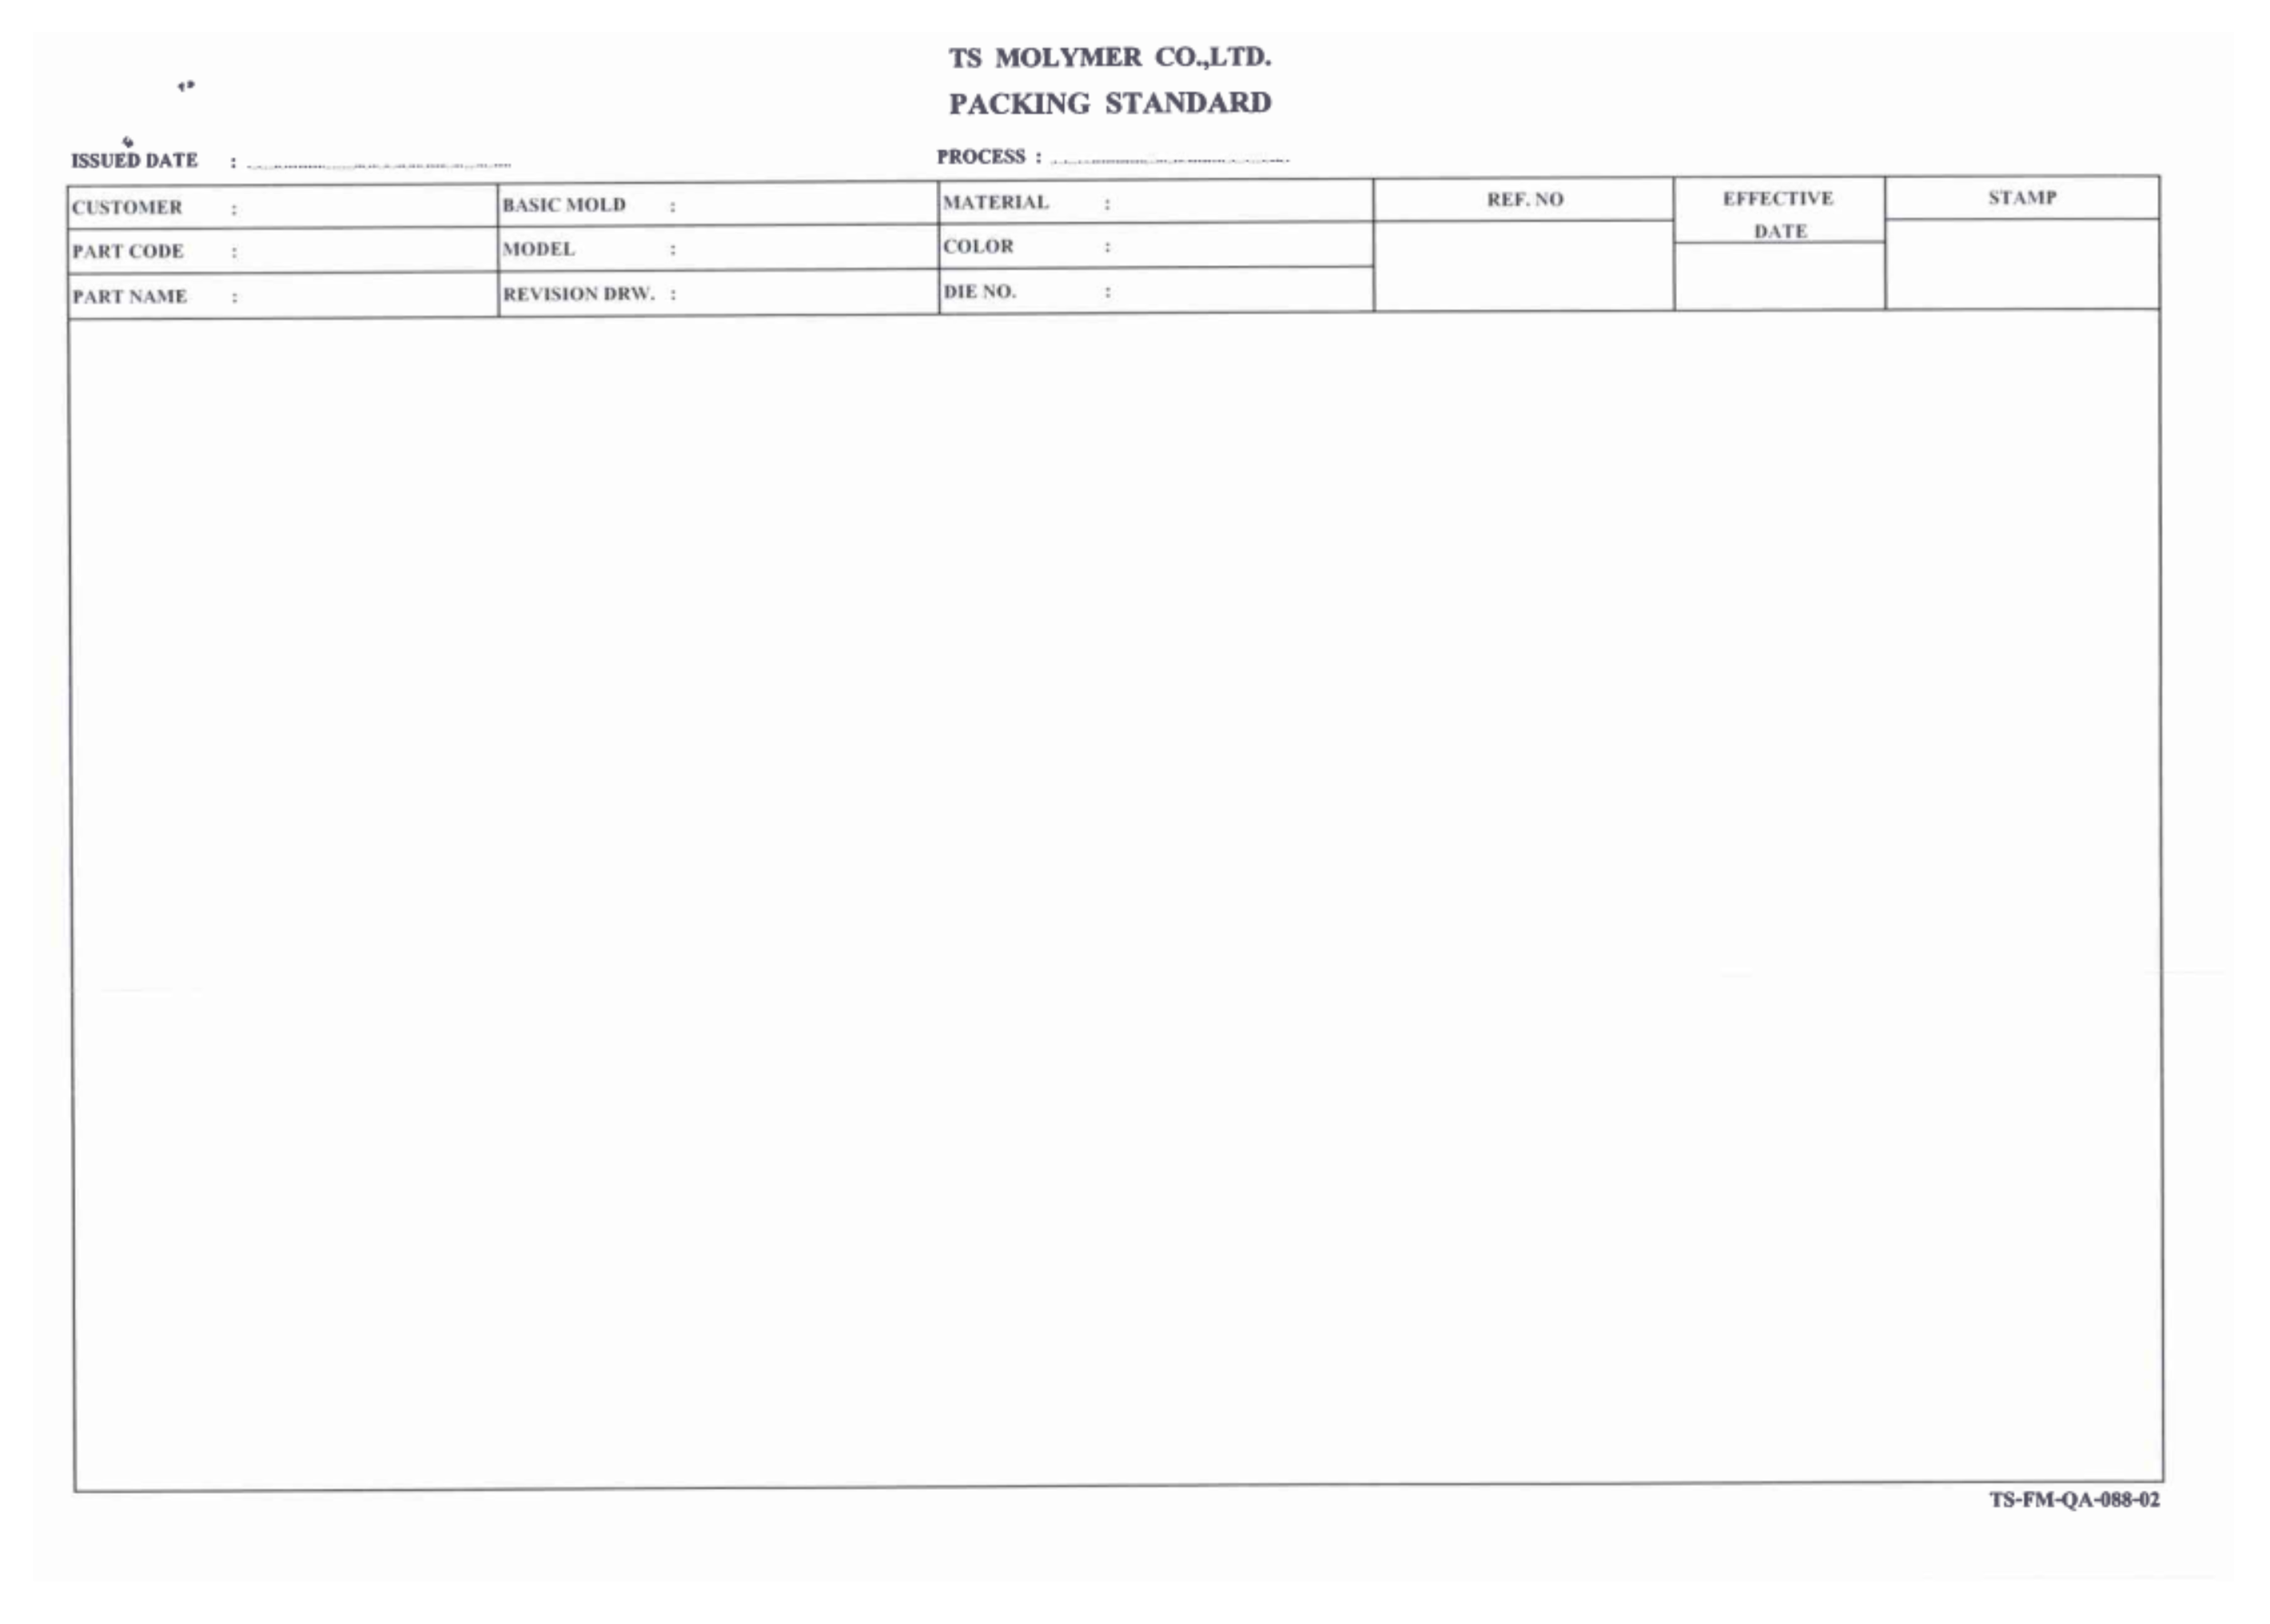 TS MOLYMER CO.,LTD.
PACKING STANDARD
ISSUED DATE :
PROCESS :
CUSTOMER : BASIC MOLD : MATERIAL : REF. NO EFFECTIVE DATE STAMP
PART CODE : MODEL : COLOR :
PART NAME : REVISION DRW. : DIE NO. :
TS-FM-QA-088-02